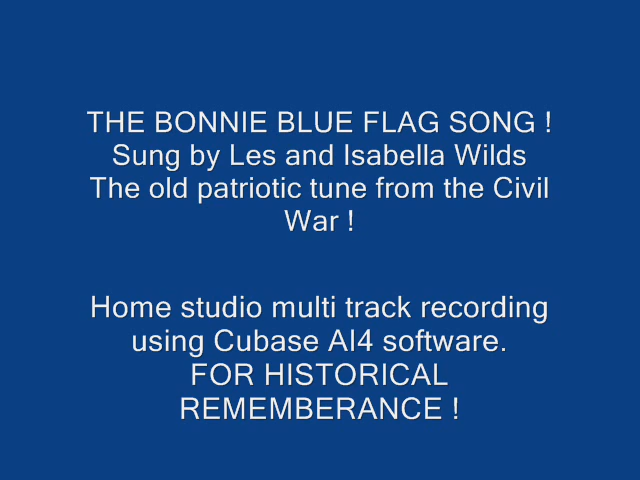 THE BONNIE BLUE FLAG SONG !
Sung by Les and Isabella Wilds
The old patriotic tune from the Civil
War !
Home studio multi track recording
using Cubase AI4 software.
FOR HISTORICAL
REMEMBERANCE !